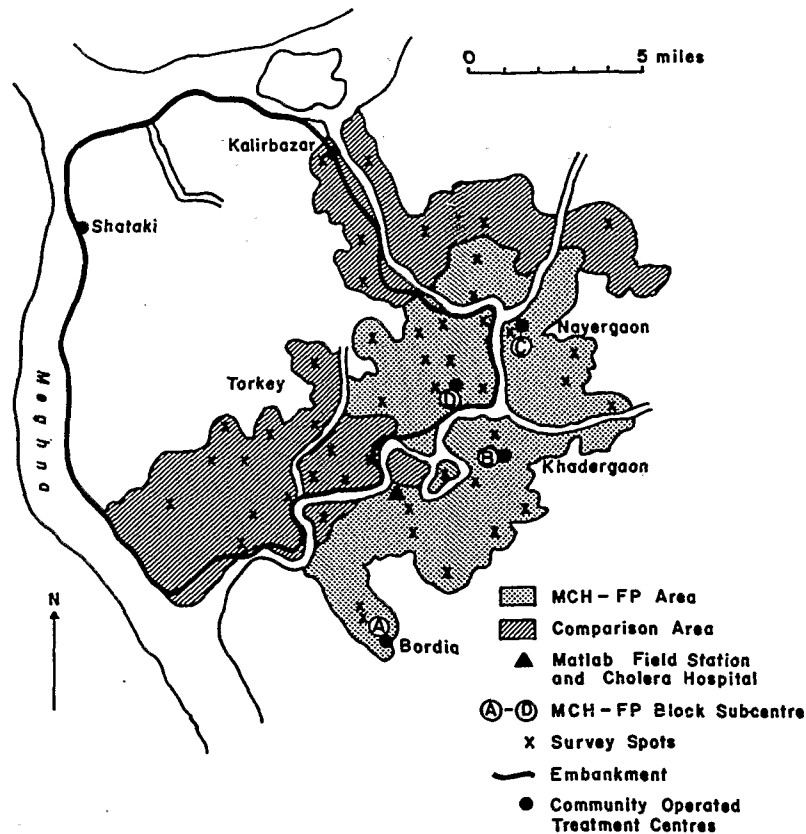 0 5 miles
Kalirbazar
Shataki
Nayergaon
C
Torkey
D
Meghna
B
Khadergaon
N
MCH-FP Area
Comparison Area
A
Bordia
Matlab Field Station
and Cholera Hospital
A-D MCH-FP Block Subcentre
x Survey Spots
Embankment
Community Operated
Treatment Centres